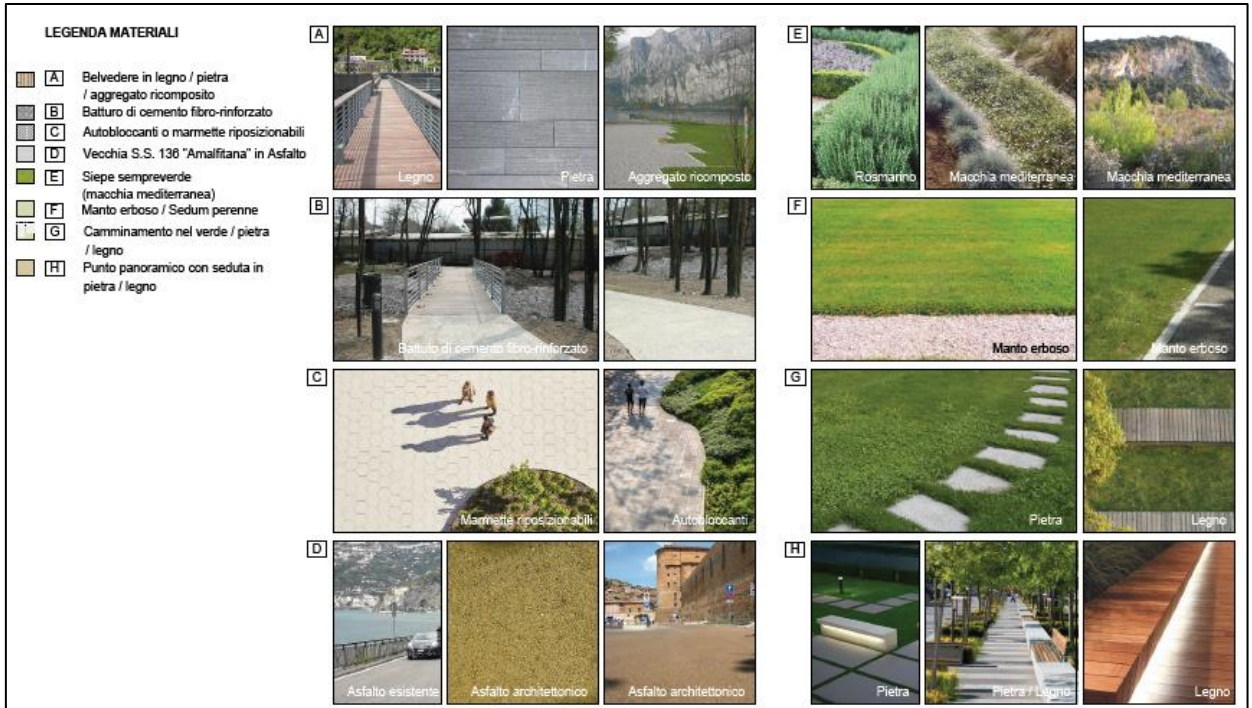 LEGENDA MATERIALI
A Belvedere in legno / pietra
/ aggregato ricomposito
B Batturo di cemento fibro-rinforzato
C Autobloccanti o marmette riposizionabili
D Vecchia S.S. 136 "Amalfitana" in Asfalto
E Siepe sempreverde
(macchia mediterranea)
F Manto erboso / Sedum perenne
G Camminamento nel verde / pietra
/ legno
H Punto panoramico con seduta in
pietra / legno
A
Legno
Pietra
Aggregato ricomposto
B
Battuto di cemento fibro-rinforzato
C
Marmette riposizionabili
Autobloccanti
D
Asfalto esistente
Asfalto architettonico
Asfalto architettonico
E
Rosmarino
Macchia mediterranea
Macchia mediterranea
F
Manto erboso
Manto erboso
G
Pietra
Legno
H
Pietra
Pietra / Legno
Legno